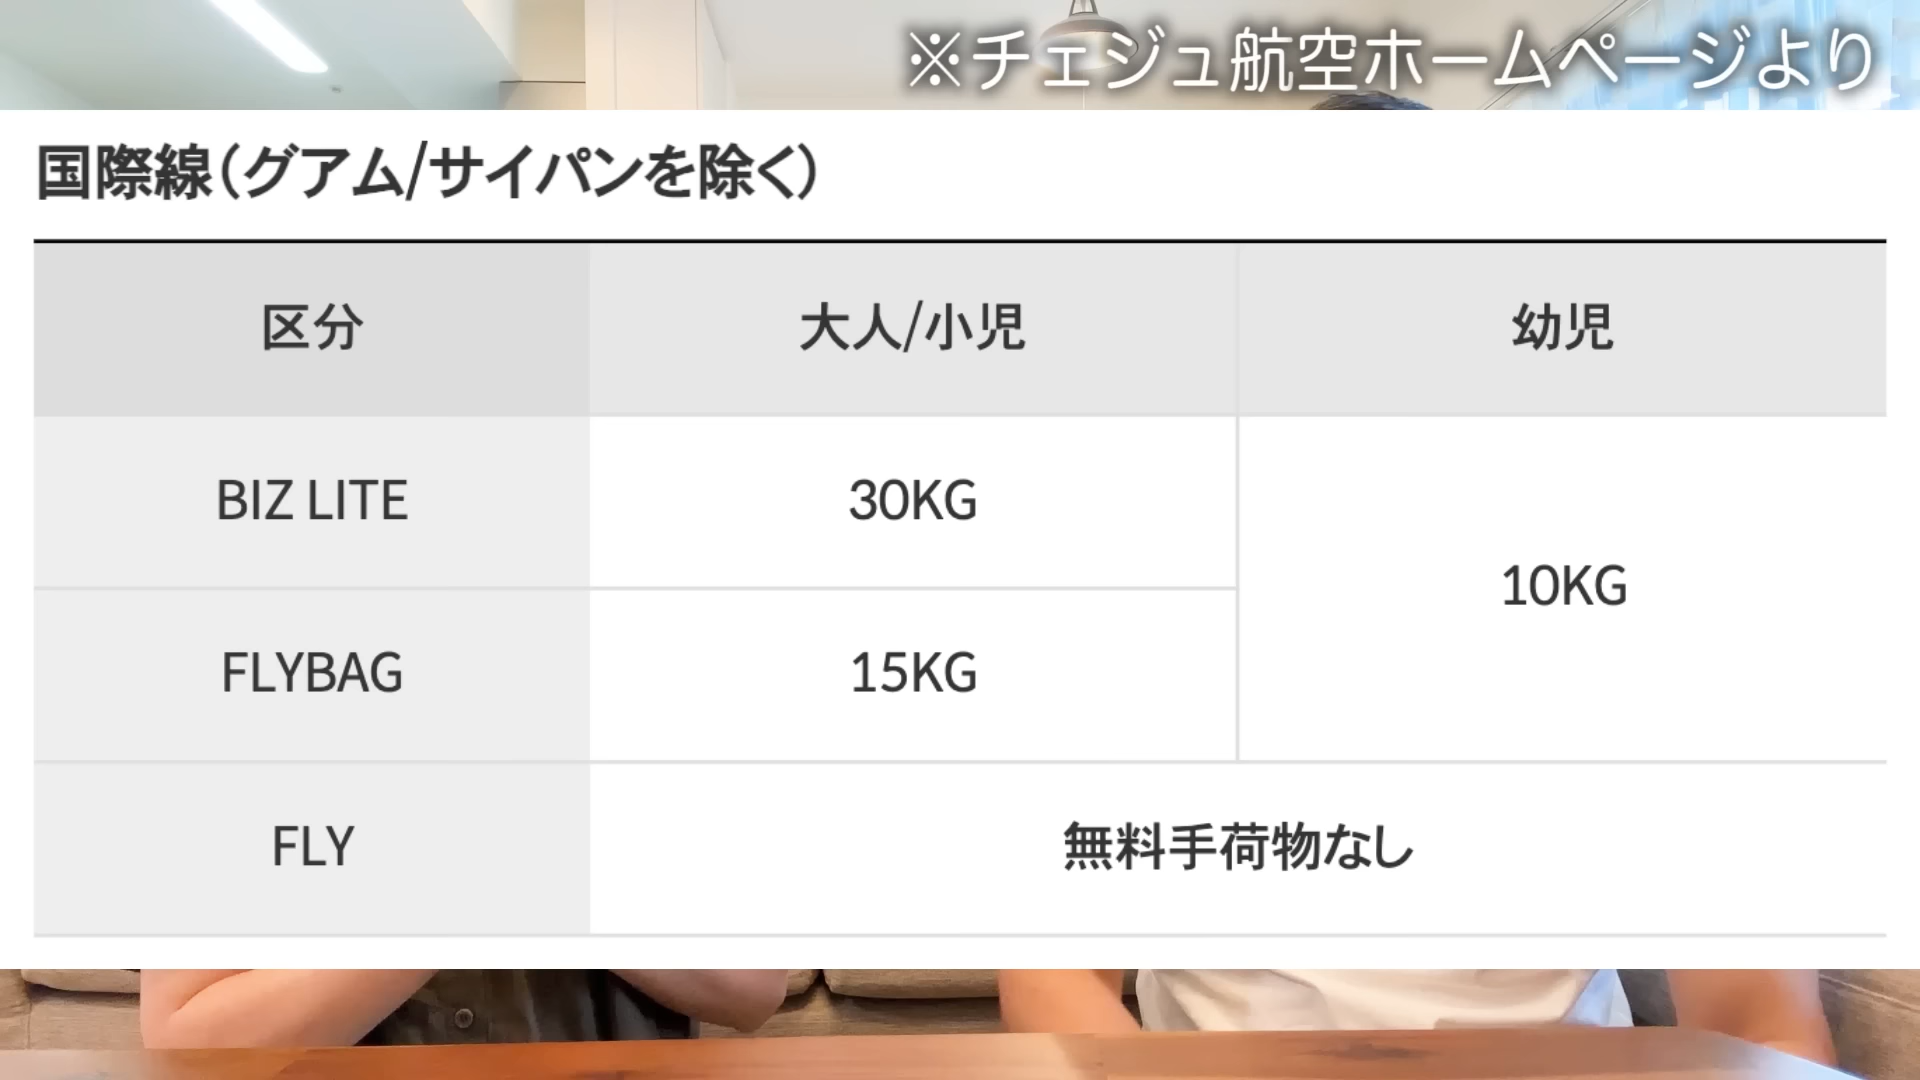 ※チェジュ航空ホームページより
国際線(グアム/サイパンを除く)
区分 大人/小児 幼児
BIZ LITE 30KG
10KG
FLYBAG 15KG
FLY 無料手荷物なし